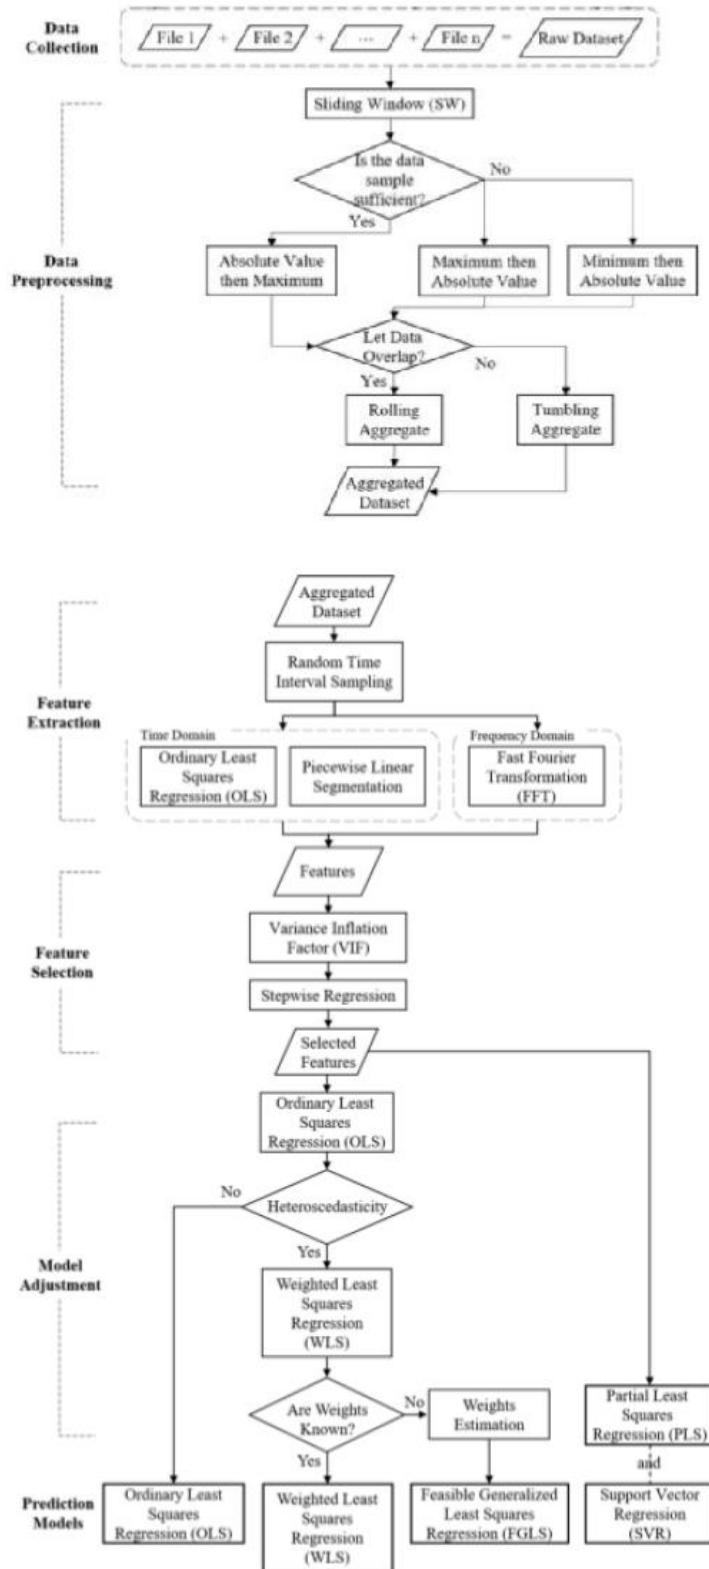 Data
Collection
File 1 + File 2 + ... + File n = Raw Dataset
Sliding Window (SW)
Is the data
sample
sufficient?
No
Yes
Data
Preprocessing
Absolute Value
then Maximum
Maximum then
Absolute Value
Minimum then
Absolute Value
Let Data
Overlap?
Yes
No
Rolling
Aggregate
Tumbling
Aggregate
Aggregated
Dataset
Aggregated
Dataset
Random Time
Interval Sampling
Feature
Extraction
Time Domain
Ordinary Least
Squares
Regression (OLS)
Piecewise Linear
Segmentation
Frequency Domain
Fast Fourier
Transformation
(FFT)
Features
Feature
Selection
Variance Inflation
Factor (VIF)
Stepwise Regression
Selected
Features
Ordinary Least
Squares
Regression (OLS)
No
Heteroscedasticity
Yes
Model
Adjustment
Weighted Least
Squares
Regression
(WLS)
Are Weights
Known?
No
Weights
Estimation
Yes
Partial Least
Squares
Regression (PLS)
and
Prediction
Models
Ordinary Least
Squares
Regression (OLS)
Weighted Least
Squares
Regression
(WLS)
Feasible Generalized
Least Squares
Regression (FGLS)
Support Vector
Regression
(SVR)